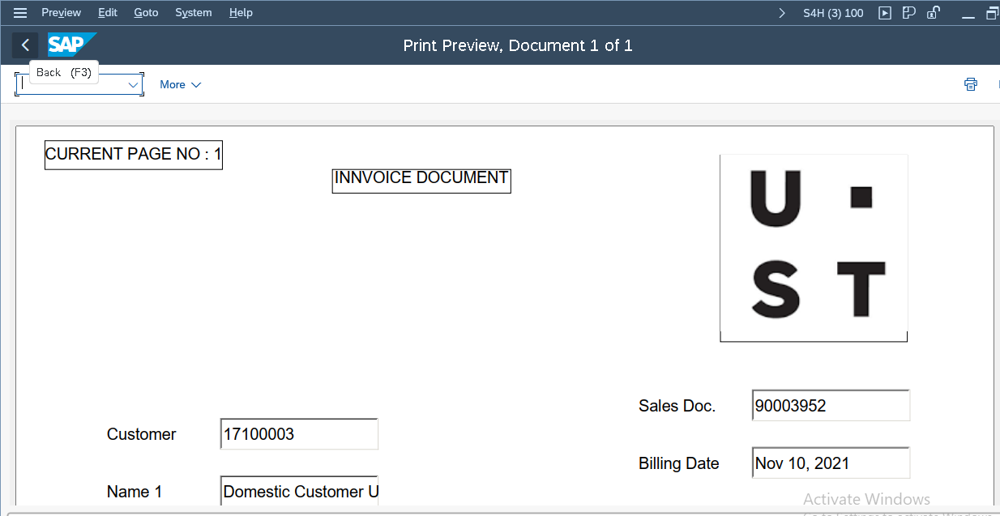 Preview Edit Goto System Help S4H (3) 100
SAP Print Preview, Document 1 of 1
Back (F3)
More
CURRENT PAGE NO : 1
INNVOICE DOCUMENT
U
S T
Sales Doc. 90003952
Customer 17100003
Billing Date Nov 10, 2021
Name 1 Domestic Customer U
Activate Windows